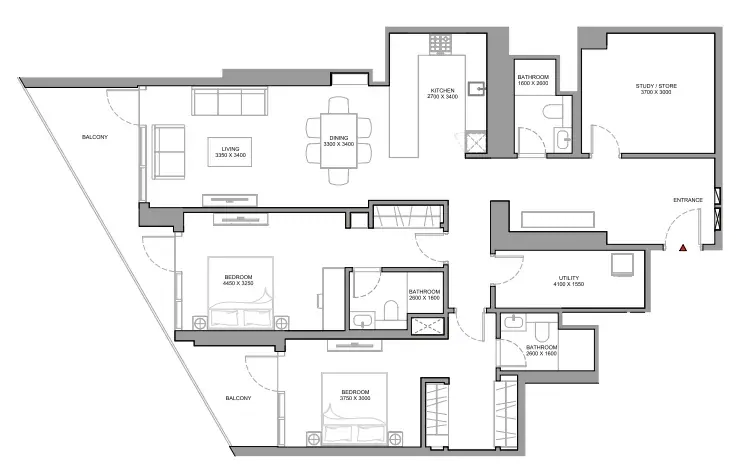 BATHROOM
1600 X 2600
STUDY / STORE
3700 X 3000
KITCHEN
2700 X 3400
BALCONY
DINING
3300 X 3400
LIVING
3350 X 3400
ENTRANCE
BEDROOM
4450 X 3250
UTILITY
4100 X 1550
BATHROOM
2600 X 1600
BATHROOM
2600 X 1600
BEDROOM
3750 X 3000
BALCONY